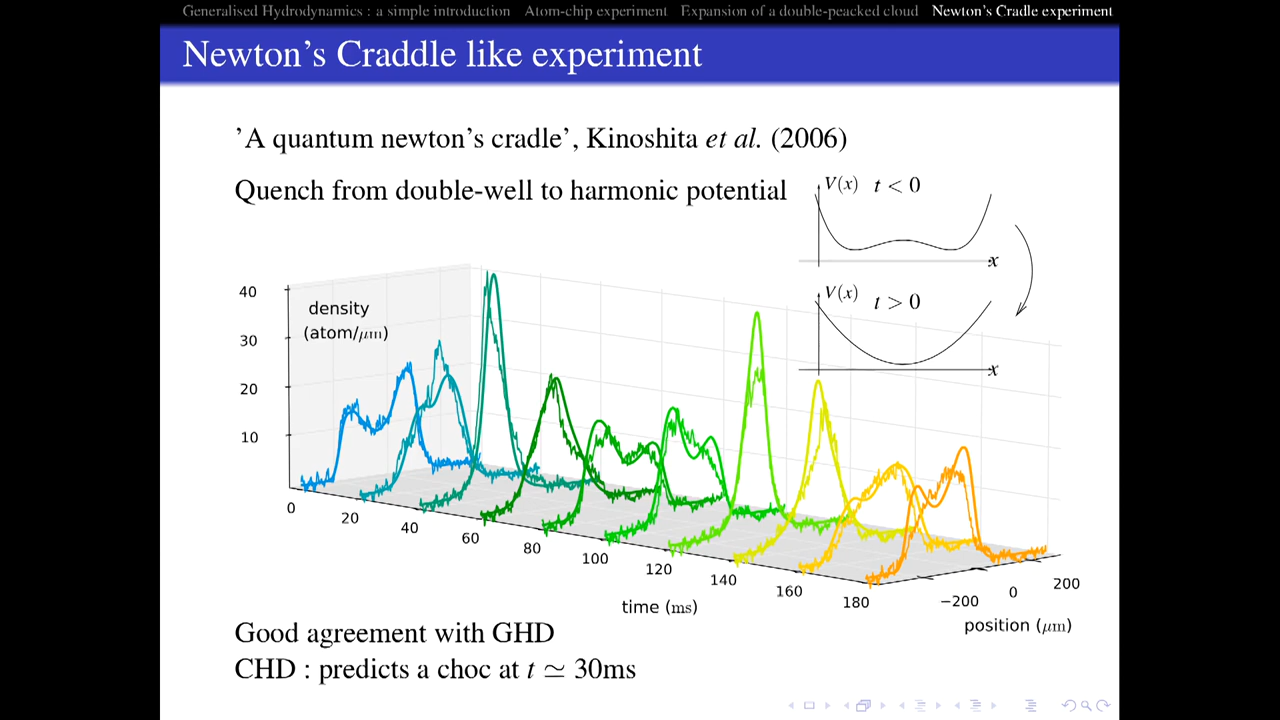 Generalised Hydrodynamics : a simple introduction Atom-chip experiment Expansion of a double-peacked cloud Newton's Cradle experiment
Newton's Craddle like experiment
'A quantum newton's cradle', Kinoshita et al. (2006)
Quench from double-well to harmonic potential
V(x) t < 0
x
V(x) t > 0
x
density
(atom/μm)
40
30
20
10
0
20
40
60
80
100
120
140
160
180
time (ms)
−200
0
200
position (μm)
Good agreement with GHD
CHD : predicts a choc at t ≃ 30ms